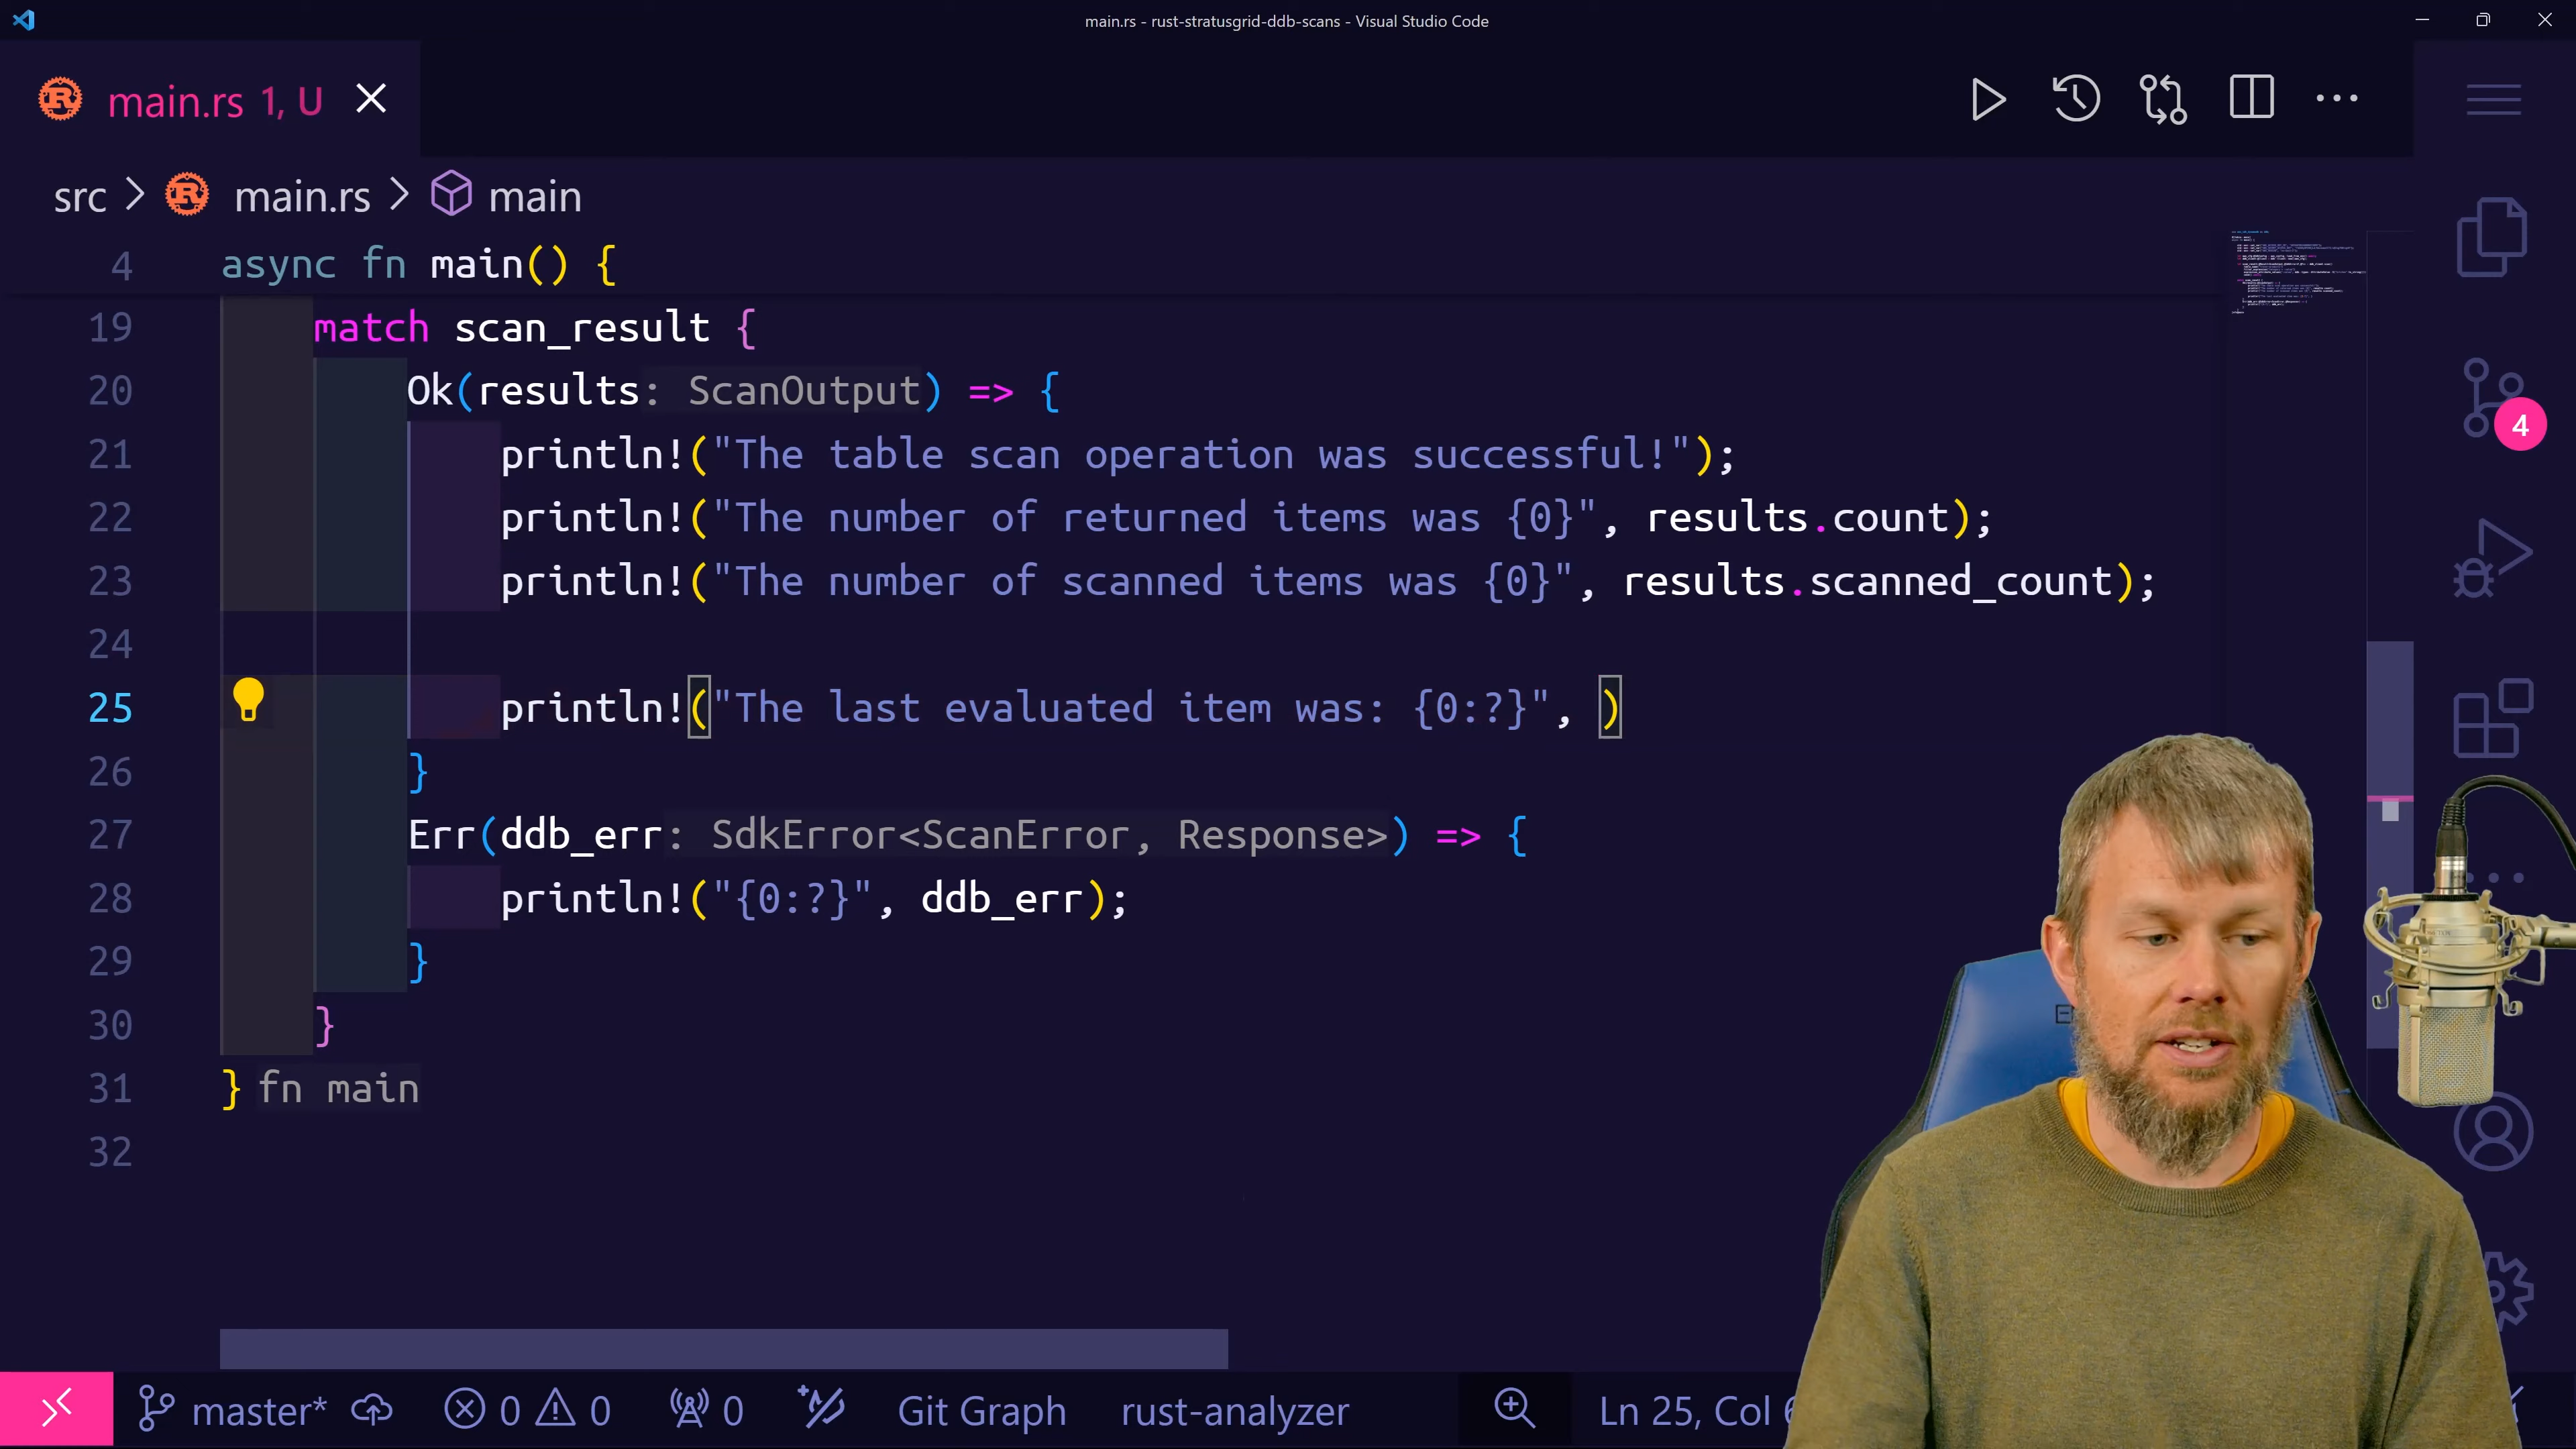 main.rs - rust-stratusgrid-ddb-scans - Visual Studio Code
main.rs 1, U
src > main.rs > main
4 async fn main() {
19 match scan_result {
20 Ok(results: ScanOutput) => {
21 println!("The table scan operation was successful!");
22 println!("The number of returned items was {0}", results.count);
23 println!("The number of scanned items was {0}", results.scanned_count);
24
25 println!("The last evaluated item was: {0:?}", )
26 }
27 Err(ddb_err: SdkError<ScanError, Response>) => {
28 println!("{0:?}", ddb_err);
29 }
30 }
31 } fn main
32
4
master* 0 0 0 Git Graph rust-analyzer Ln 25, Col